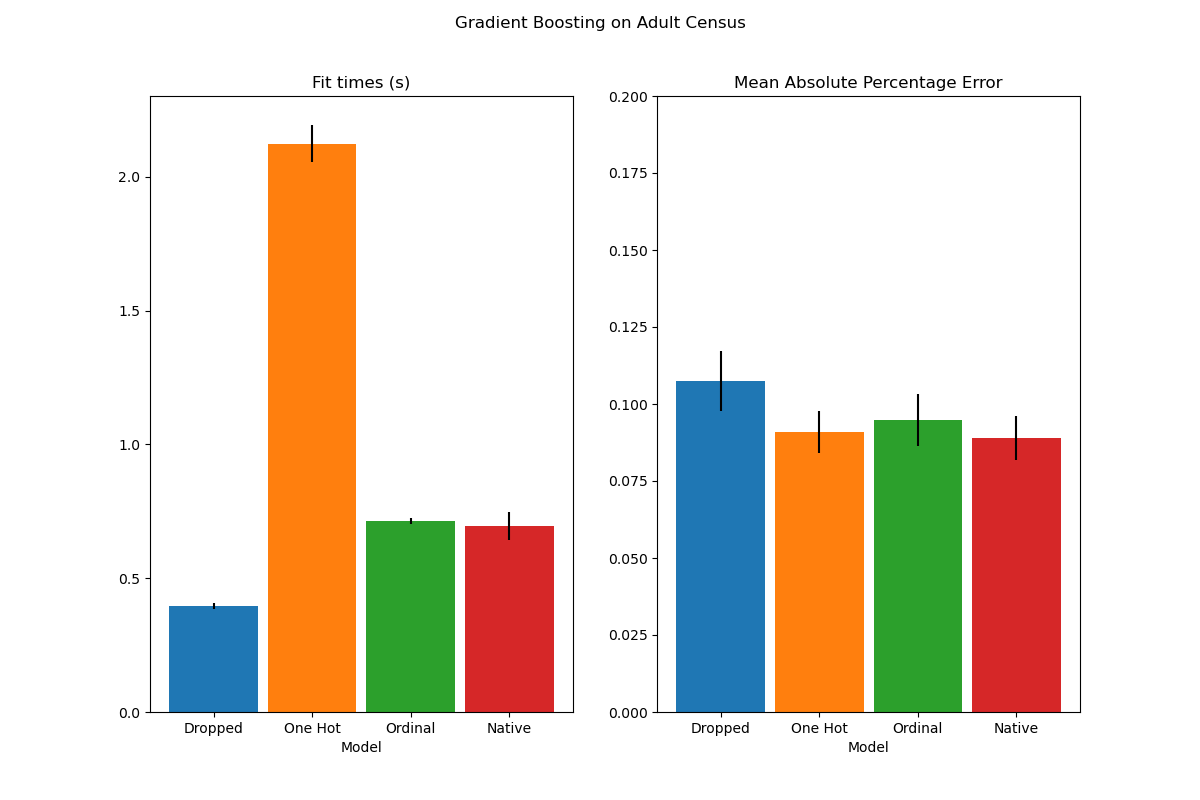 Gradient Boosting on Adult Census
Fit times (s)
2.0
1.5
1.0
0.5
0.0
Dropped One Hot Ordinal Native
Model
Mean Absolute Percentage Error
0.200
0.175
0.150
0.125
0.100
0.075
0.050
0.025
0.000
Dropped One Hot Ordinal Native
Model